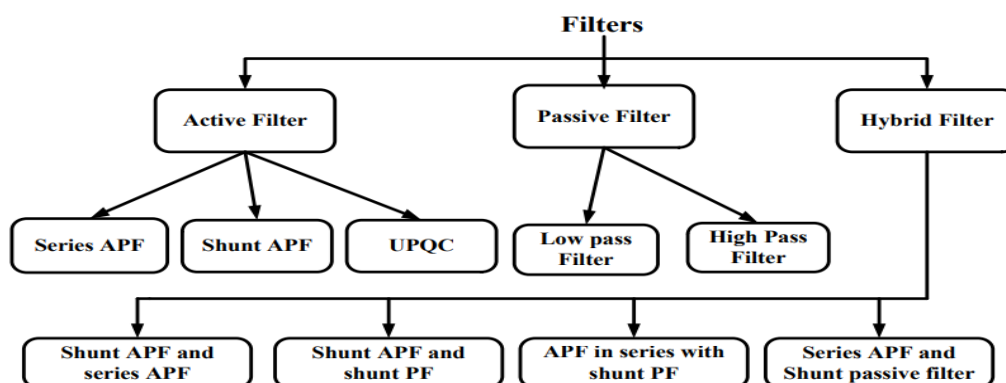 Filters
Active Filter
Passive Filter
Hybrid Filter
Series APF
Shunt APF
UPQC
Low pass
Filter
High Pass
Filter
Shunt APF and
series APF
Shunt APF and
shunt PF
APF in series with
shunt PF
Series APF and
Shunt passive filter